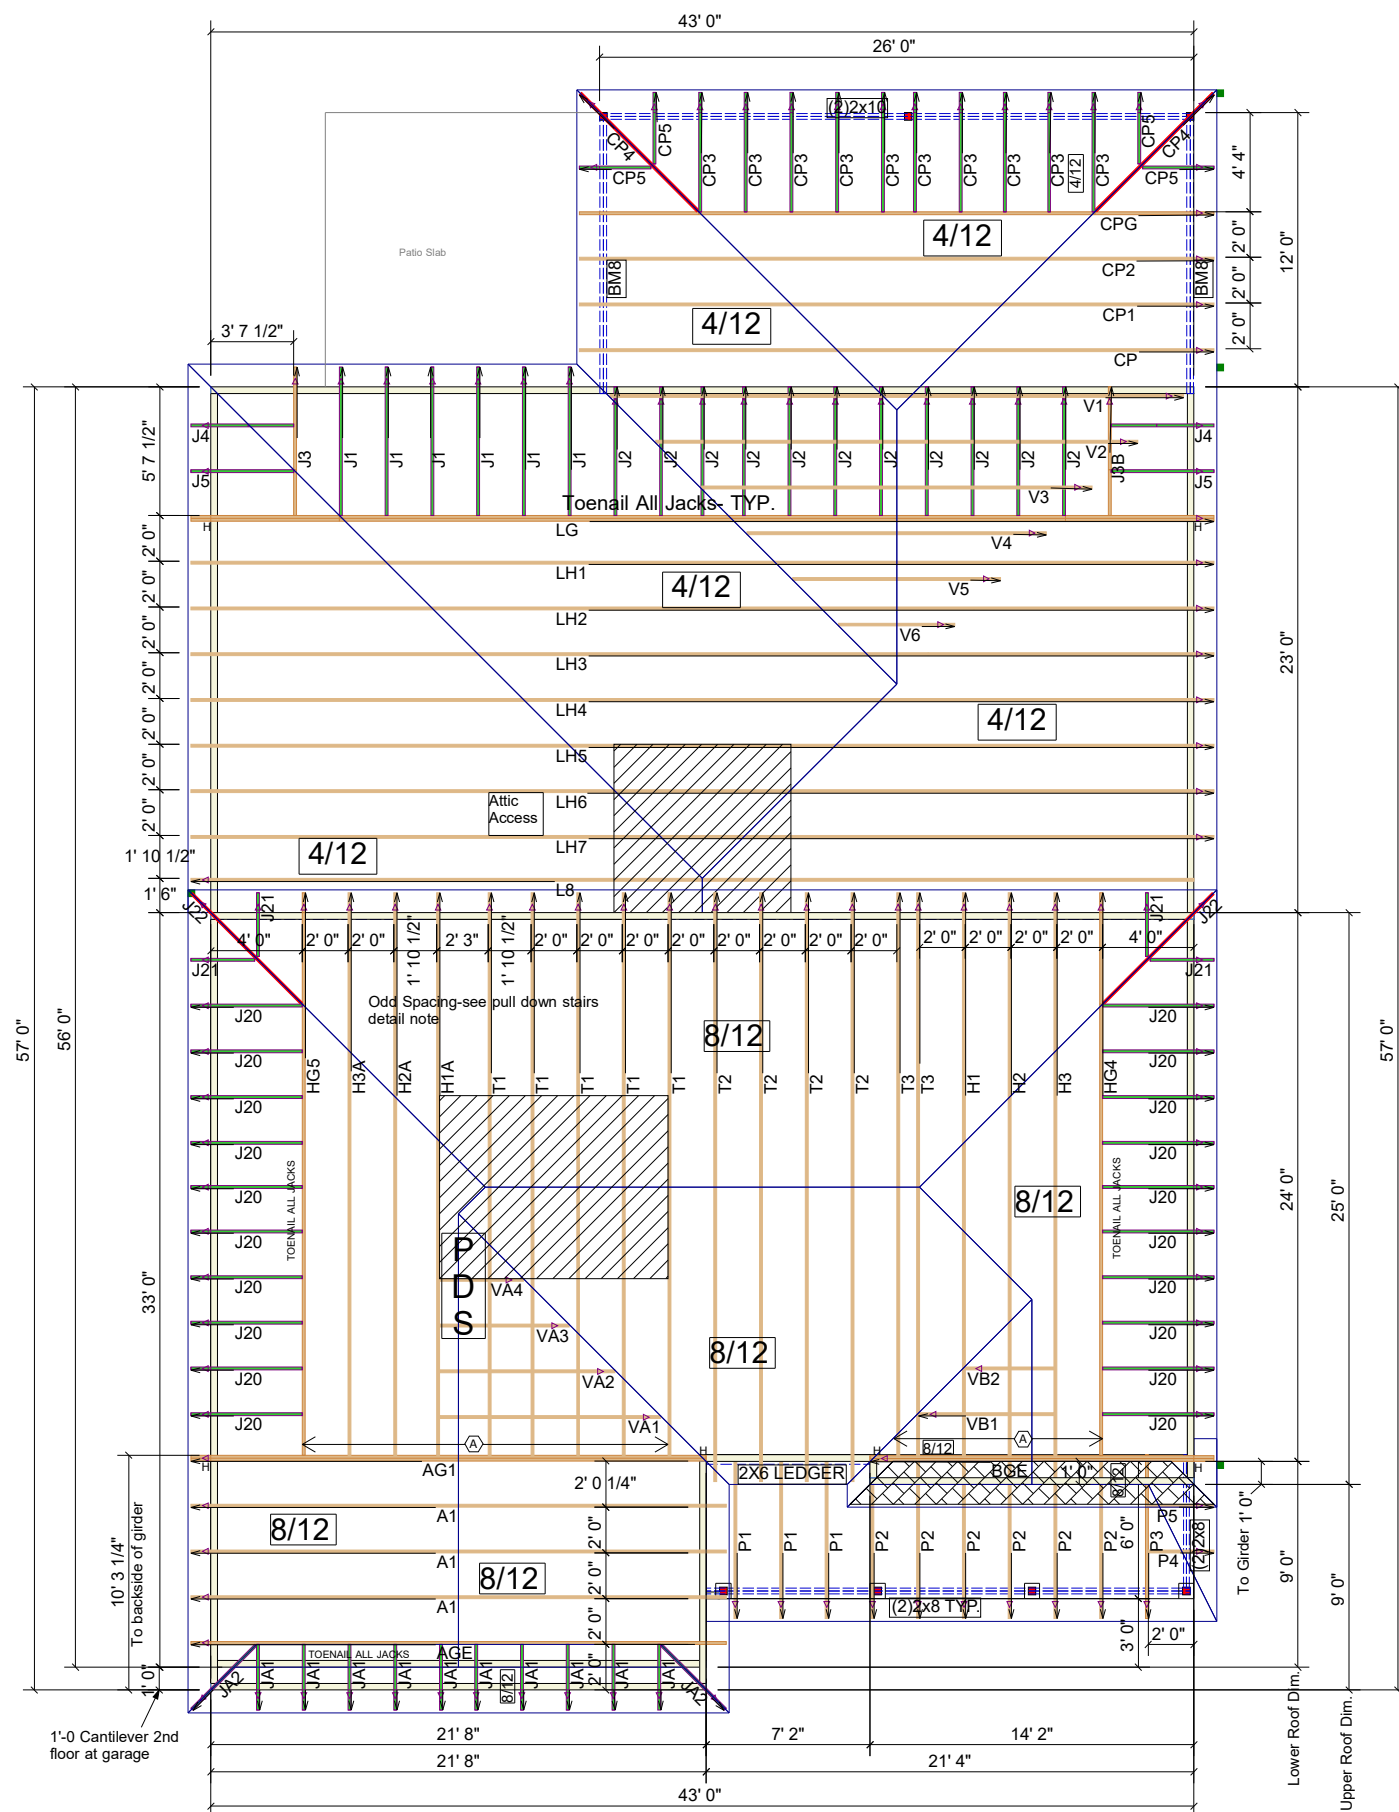 43' 0"
26' 0"
(2)2x10
CP4
CP5
CP3
CP3
CP3
CP3
CP3
CP3
CP3
CP3
CP3
CP5
CP4
4/12
CP5
CP5
4' 4"
CPG
4/12
2' 0"
12' 0"
Patio Slab
BM8
CP2
BM8
2' 0"
CP1
4/12
2' 0"
3' 7 1/2"
CP
V1
J4
J4
5' 7 1/2"
J3
J1
J1
J1
J1
J1
J1
J2
J2
J2
J2
J2
J2
J2
J2
J2
J2
J2
V2
J3B
J5
J5
V3
Toenail All Jacks- TYP.
H
H
LG
2' 0"
V4
LH1
4/12
2' 0"
V5
LH2
2' 0"
V6
LH3
2' 0"
23' 0"
LH4
4/12
2' 0"
LH5
2' 0"
Attic
Access
LH6
2' 0"
LH7
4/12
1' 10 1/2"
L8
1' 6"
J22
J21
J21
J22
4' 0"
2' 0"
2' 0"
1' 10 1/2"
2' 3"
1' 10 1/2"
2' 0"
2' 0"
2' 0"
2' 0"
2' 0"
2' 0"
2' 0"
2' 0"
2' 0"
2' 0"
2' 0"
2' 0"
4' 0"
J21
J21
Odd Spacing-see pull down stairs
detail note
J20
J20
57' 0"
56' 0"
57' 0"
8/12
J20
J20
HG5
H3A
H2A
H1A
T1
T1
T1
T1
T1
T2
T2
T2
T2
T3
T3
H1
H2
H3
HG4
J20
J20
J20
J20
TOENAIL ALL JACKS
TOENAIL ALL JACKS
J20
J20
8/12
24' 0"
25' 0"
J20
J20
P
D
S
33' 0"
J20
J20
VA4
J20
J20
VA3
8/12
J20
J20
VA2
VB2
J20
J20
VA1
VB1
A
A
H
H
8/12
H
AG1
2X6 LEDGER
BGE
1' 0"
8/12
H
2' 0 1/4"
To Girder 1' 0"
A1
8/12
P1
P1
P1
P2
P2
P2
P2
P2
P2
6' 0"
P3
P5
(2)2x8
2' 0"
10' 3 1/4"
To backside of girder
A1
P4
8/12
2' 0"
9' 0"
9' 0"
A1
(2)2x8 TYP.
2' 0"
3' 0"
2' 0"
TOENAIL ALL JACKS
AGE
JA2
JA1
JA1
JA1
JA1
JA1
JA1
JA1
JA1
JA1
JA1
JA2
8/12
2' 0"
1' 0"
1'-0 Cantilever 2nd
floor at garage
21' 8"
7' 2"
14' 2"
21' 8"
21' 4"
43' 0"
Lower Roof Dim.
Upper Roof Dim.